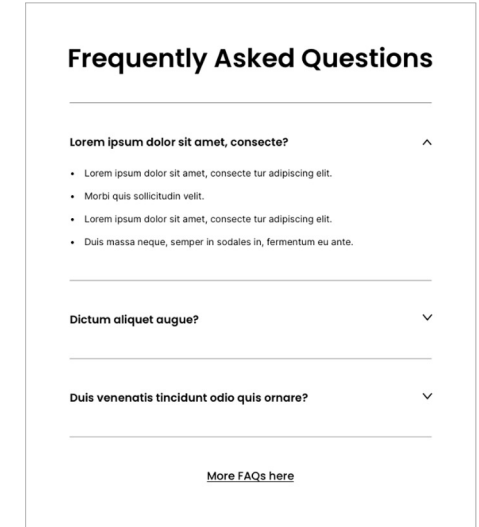 Frequently Asked Questions
Lorem ipsum dolor sit amet, consecte?
• Lorem ipsum dolor sit amet, consecte tur adipiscing elit.
• Morbi quis sollicitudin velit.
• Lorem ipsum dolor sit amet, consecte tur adipiscing elit.
• Duis massa neque, semper in sodales in, fermentum eu ante.
Dictum aliquet augue?
Duis venenatis tincidunt odio quis ornare?
More FAQs here